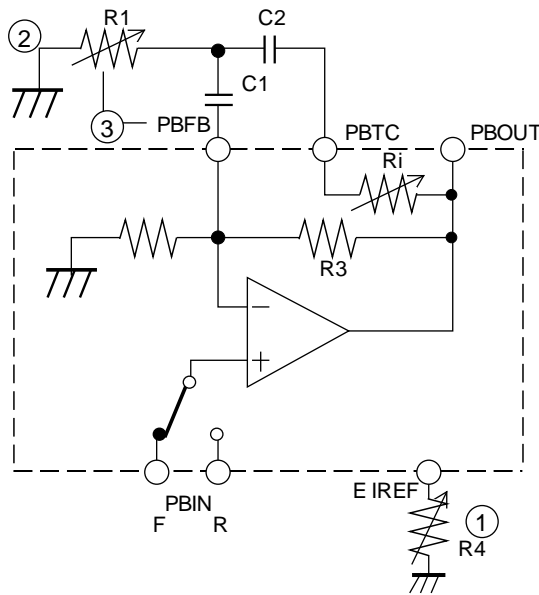 R1
C2
2
C1
3
PBFB
PBTC
PBOUT
Ri
R3
−
+
PBIN
F
R
E IREF
1
R4